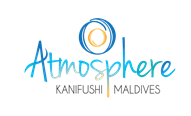 Atmosphere
KANIFUSHI | MALDIVES